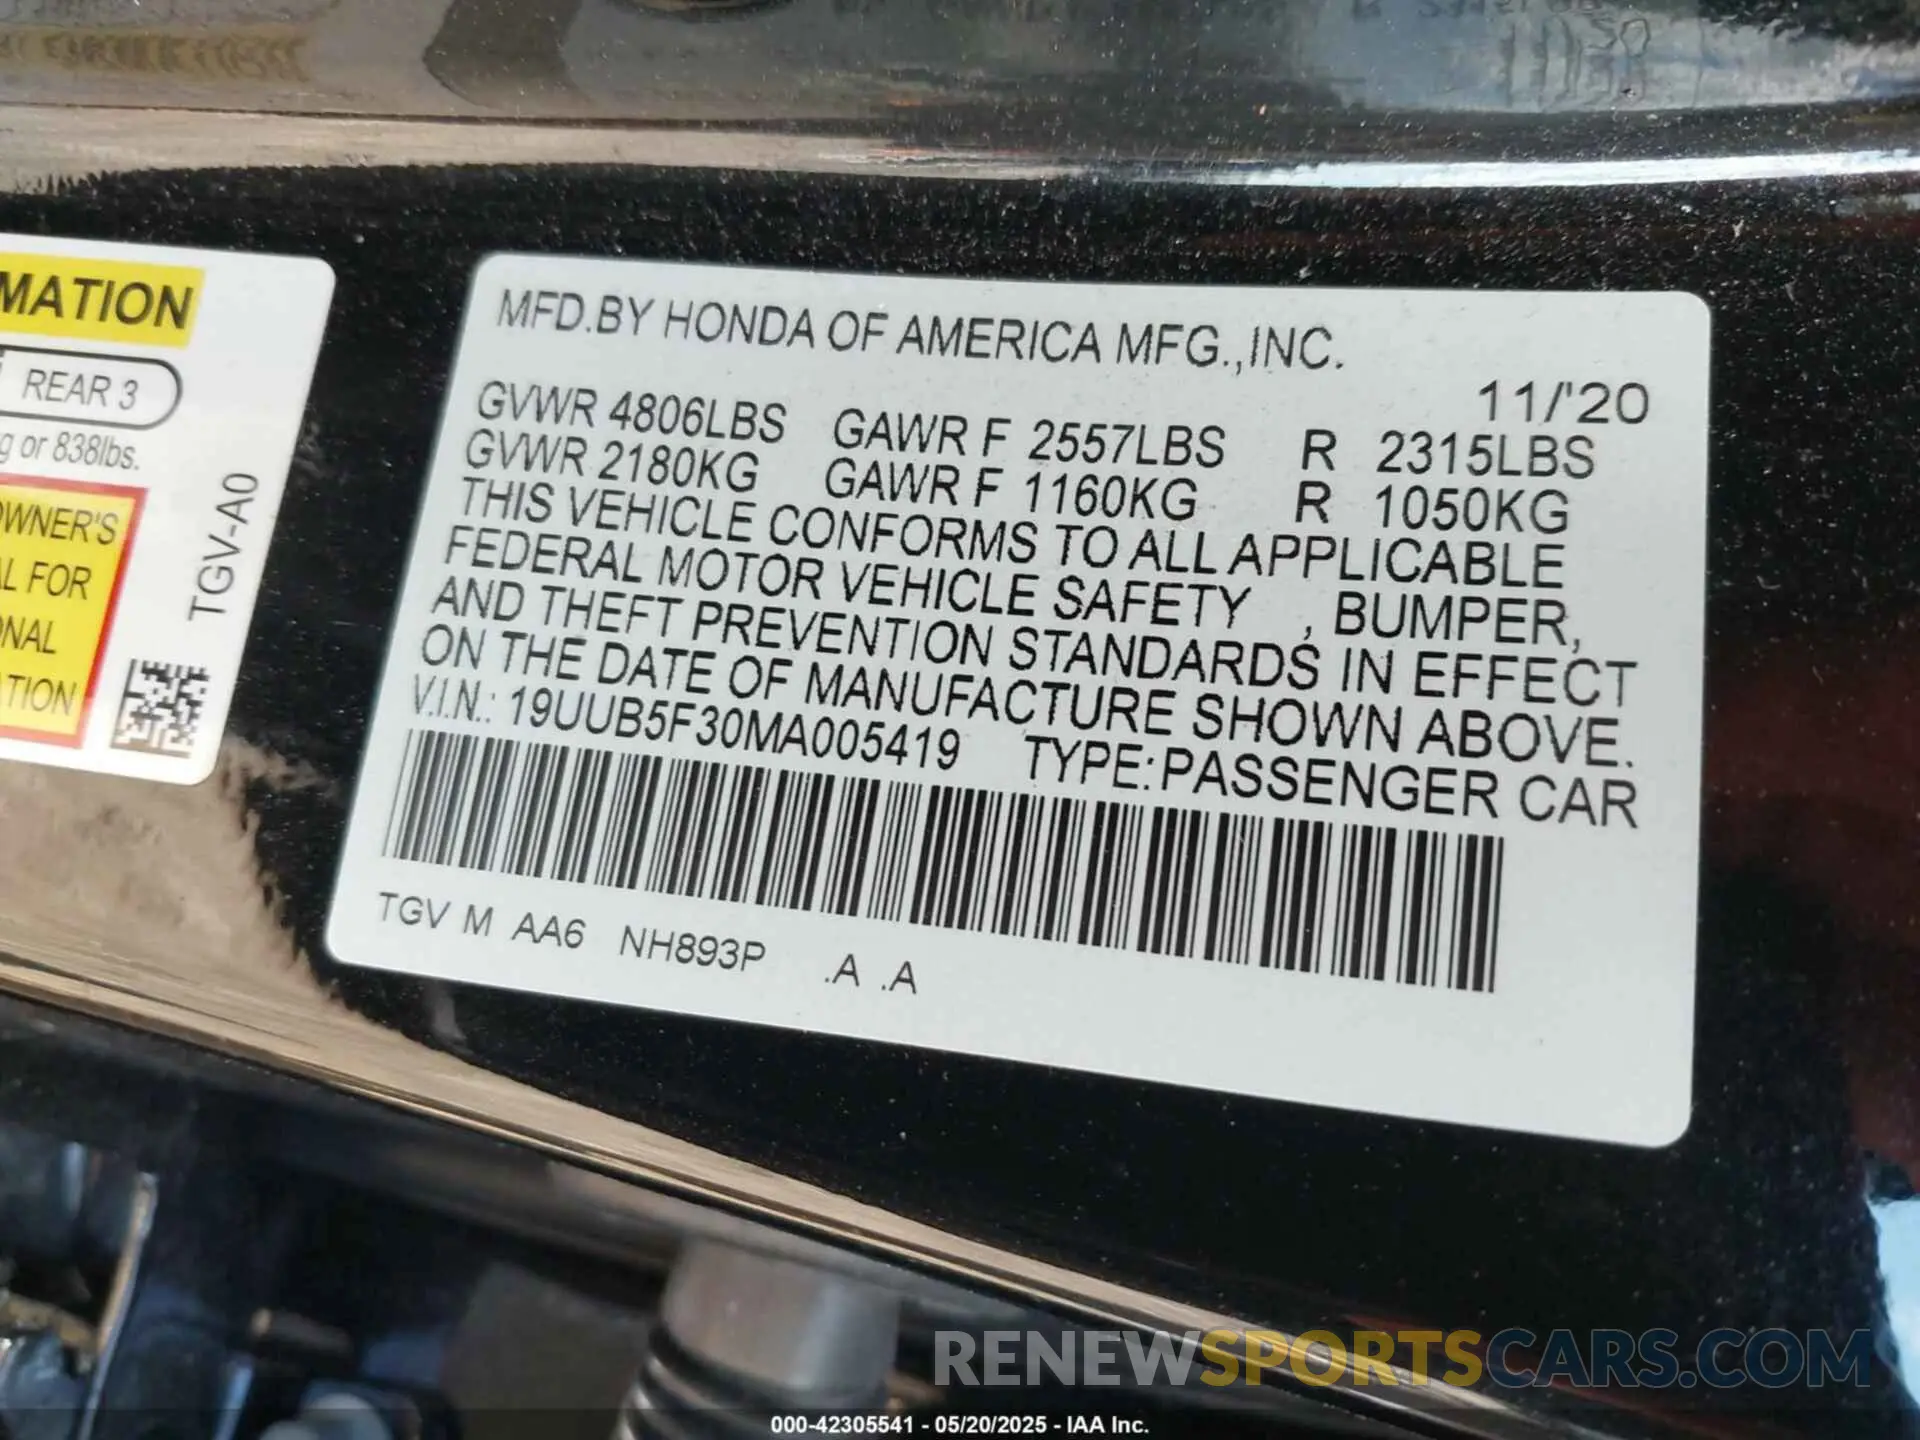 MATION
REAR 3
g or 838lbs.
OWNER'S
AL FOR
ONAL
ATION
TGV-A0
MFD.BY HONDA OF AMERICA MFG.,INC.
11/'20
GVWR 4806LBS GAWR F 2557LBS R 2315LBS
GVWR 2180KG GAWR F 1160KG R 1050KG
THIS VEHICLE CONFORMS TO ALL APPLICABLE
FEDERAL MOTOR VEHICLE SAFETY , BUMPER,
AND THEFT PREVENTION STANDARDS IN EFFECT
ON THE DATE OF MANUFACTURE SHOWN ABOVE.
V.I.N.: 19UUB5F30MA005419 TYPE:PASSENGER CAR
TGV M AA6 NH893P .A .A
RENEWSPORTSCARS.COM
000-42305541 - 05/20/2025 - IAA Inc.